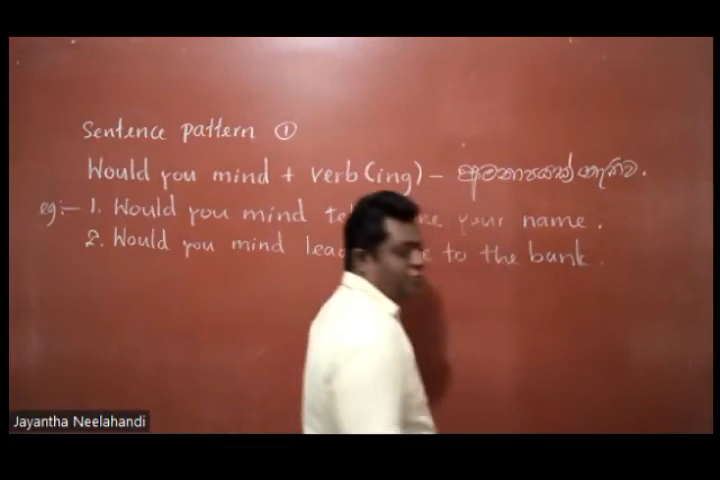 Sentence pattern ①
Would you mind + verb (ing) - අමනාපයක් නැතිව.
eg:- 1. Would you mind your name.
2. Would you mind to the bank.
Jayantha Neelahandi